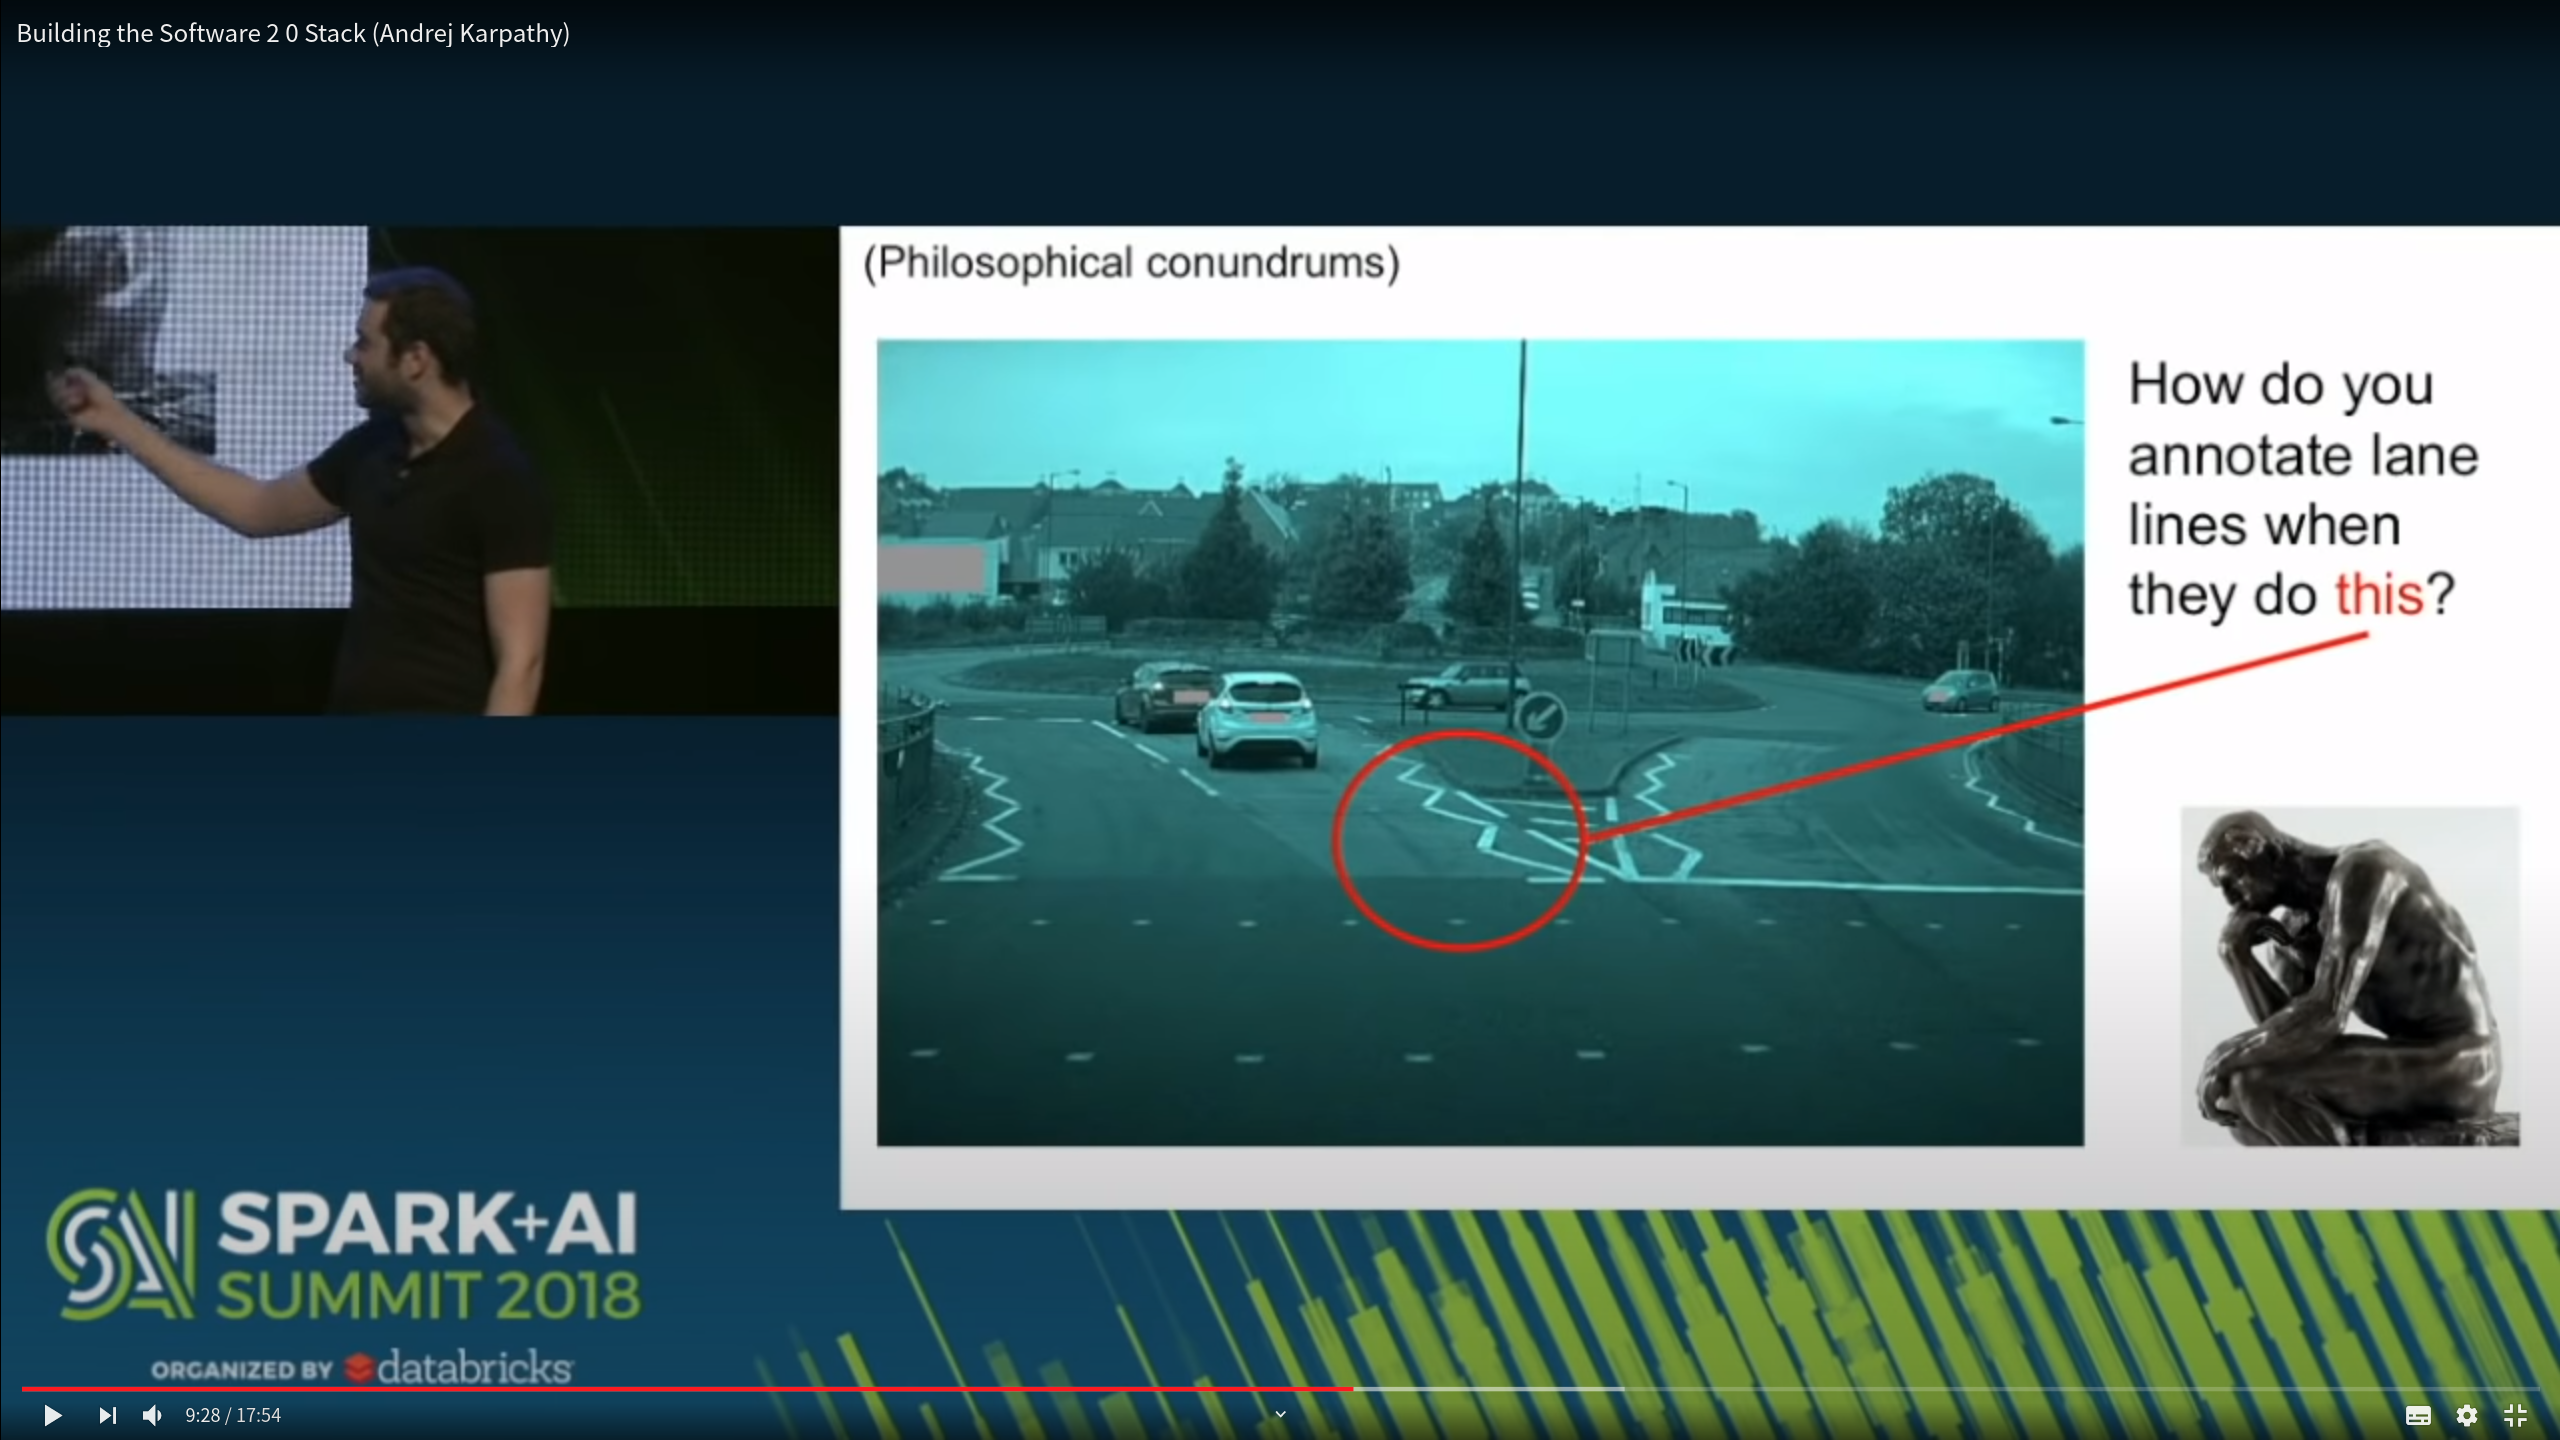 Building the Software 2 0 Stack (Andrej Karpathy)
(Philosophical conundrums)
How do you
annotate lane
lines when
they do this?
SPARK+AI
SUMMIT 2018
ORGANIZED BY databricks
9:28 / 17:54